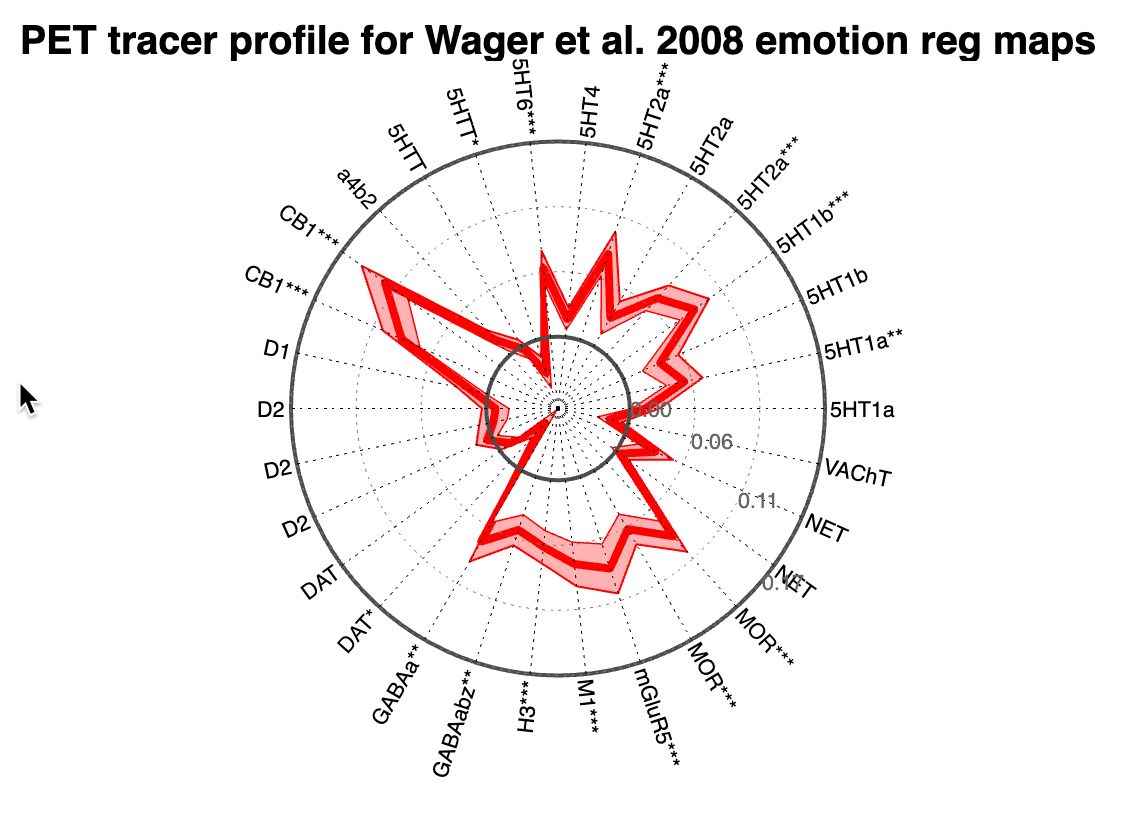 PET tracer profile for Wager et al. 2008 emotion reg maps
5HT6***
5HT4
5HT2a***
5HT2a
5HT2a***
5HT1b***
5HT1b
5HT1a**
5HT1a
VAChT
NET
NET
MOR***
MOR***
mGluR5***
M1***
H3***
GABAabz**
GABAa**
DAT*
DAT
D2
D2
D2
D1
CB1***
CB1***
a4b2
5HTT
5HTT*
0.00
0.06
0.11